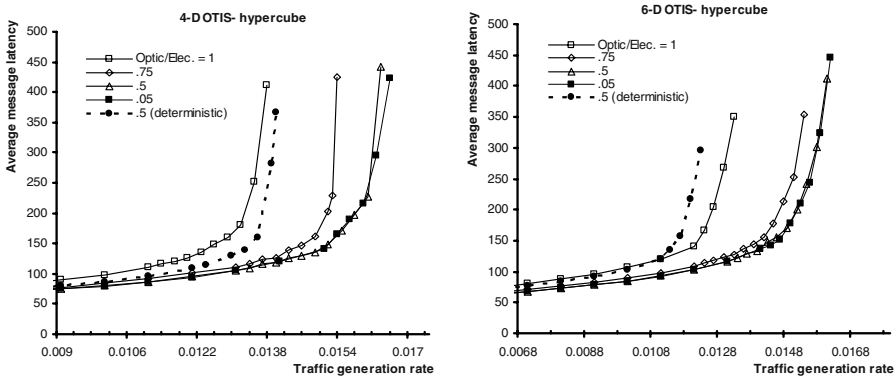 4-D OTIS- hypercube
Average message latency
500
450
400
350
300
250
200
150
100
50
0
Optic/Elec. = 1
.75
.5
.05
.5 (deterministic)
0.009 0.0106 0.0122 0.0138 0.0154 0.017
Traffic generation rate
6-D OTIS- hypercube
Average message latency
500
450
400
350
300
250
200
150
100
50
0
Optic/Elec. = 1
.75
.5
.05
.5 (deterministic)
0.0068 0.0088 0.0108 0.0128 0.0148 0.0168
Traffic generation rate